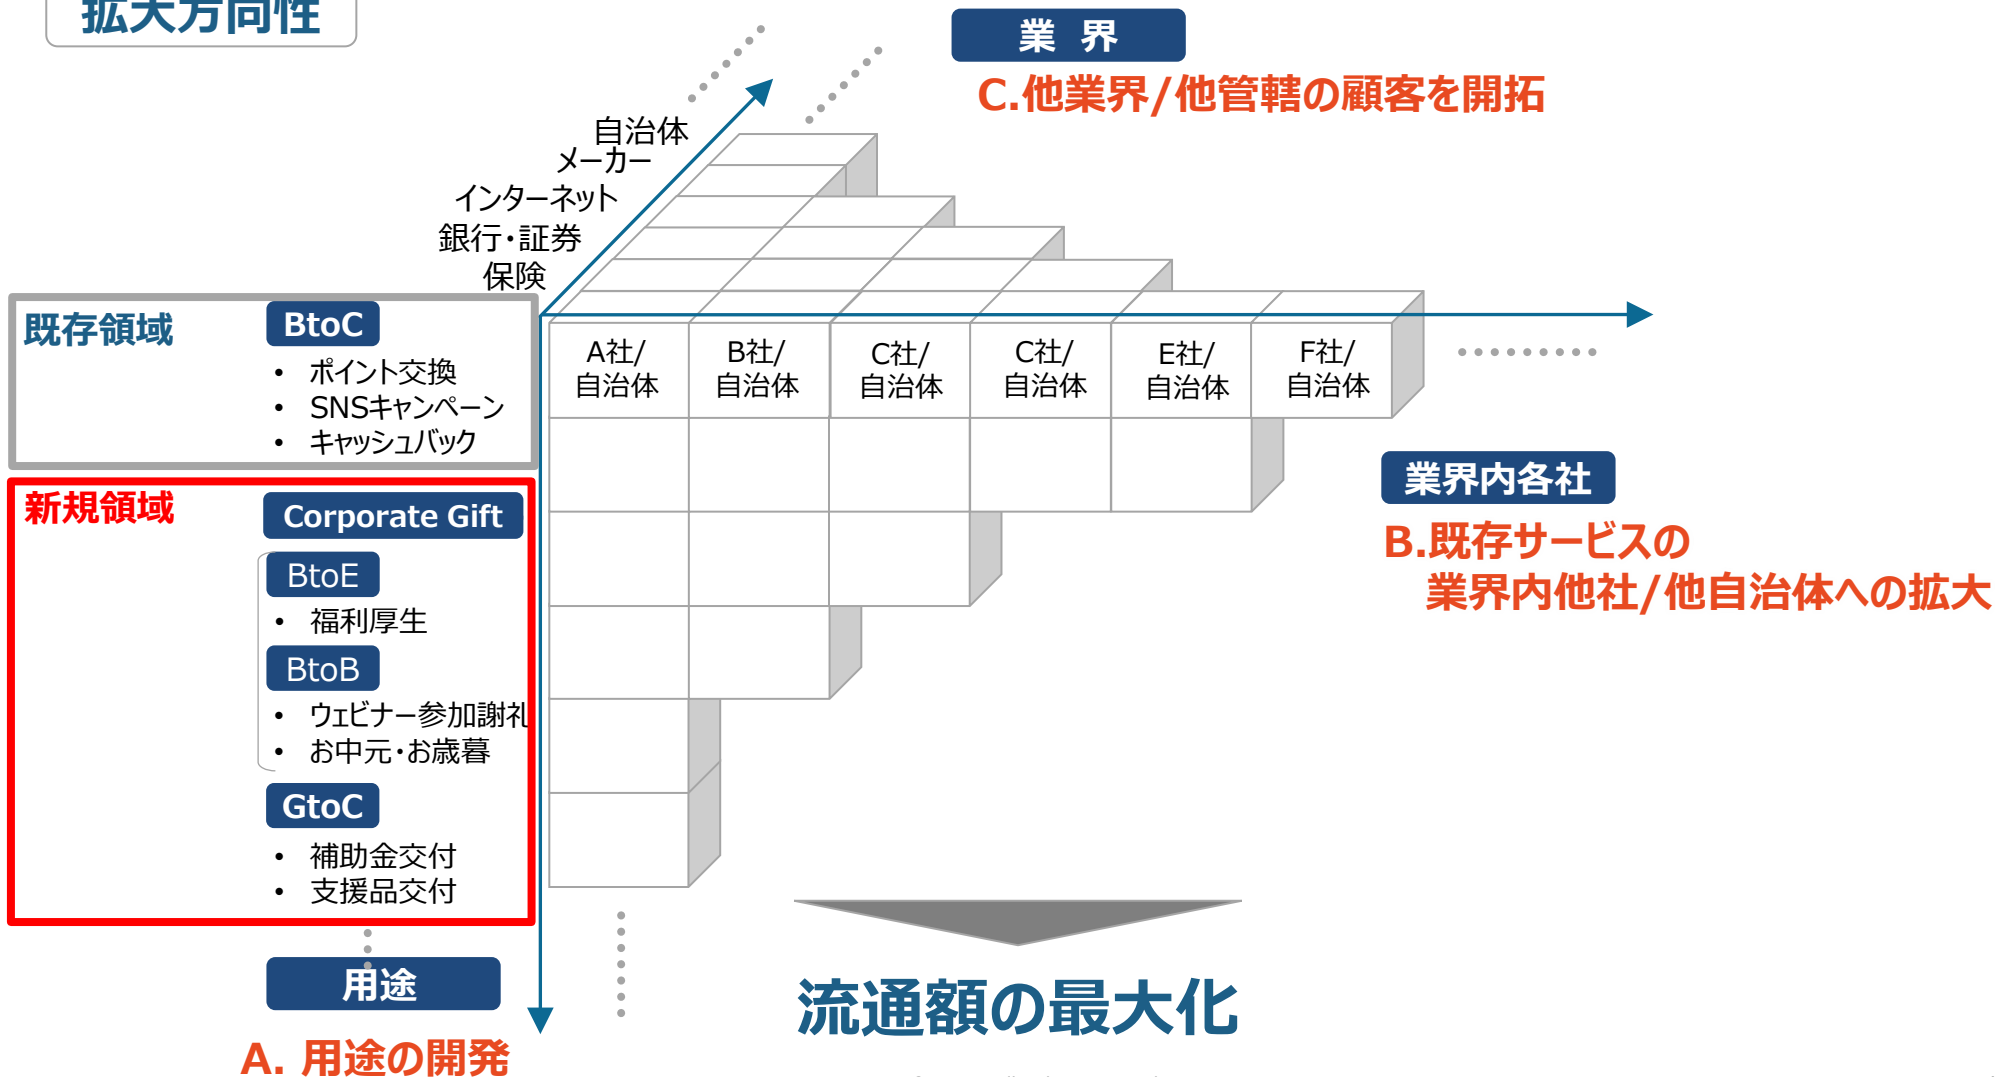 拡大方向性
業 界
C.他業界/他管轄の顧客を開拓
自治体
メーカー
インターネット
銀行・証券
保険
既存領域
BtoC
• ポイント交換
• SNSキャンペーン
• キャッシュバック
A社/
自治体
B社/
自治体
C社/
自治体
C社/
自治体
E社/
自治体
F社/
自治体
業界内各社
B.既存サービスの
業界内他社/他自治体への拡大
新規領域
Corporate Gift
BtoE
• 福利厚生
BtoB
• ウェビナー参加謝礼
• お中元・お歳暮
GtoC
• 補助金交付
• 支援品交付
用途
A. 用途の開発
流通額の最大化